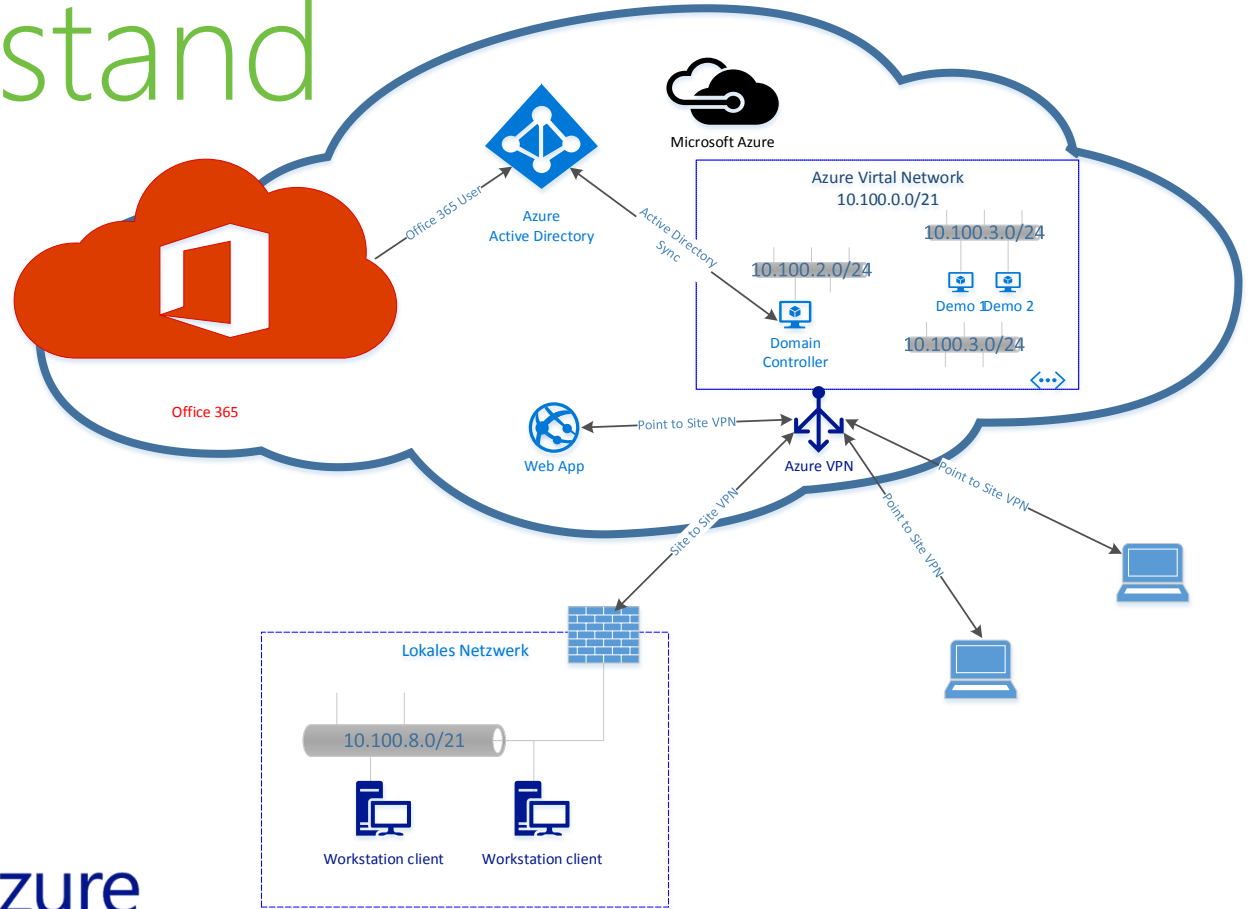 stand
Microsoft Azure
Azure Virtal Network
10.100.0.0/21
10.100.3.0/24
10.100.2.0/24
Demo 1
Demo 2
10.100.3.0/24
Domain
Controller
Office 365 User
Azure
Active Directory
Active Directory
Sync
Office 365
Point to Site VPN
Web App
Azure VPN
Point to Site VPN
Point to Site VPN
Site to Site VPN
Lokales Netzwerk
10.100.8.0/21
Workstation client
Workstation client
zure